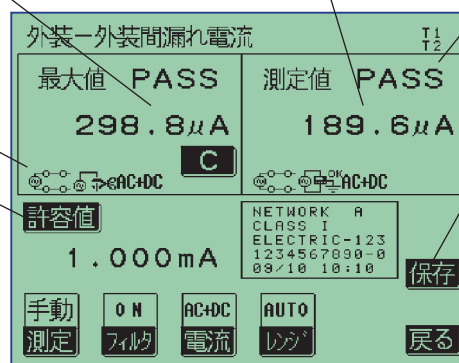 外装－外装間漏れ電流 T1 T2
最大値 PASS
298.8μA
C
AC+DC
測定値 PASS
189.6μA
OK AC+DC
許容値
1.000mA
NETWORK A
CLASS I
ELECTRIC-123
1234567890-0
09/10 10:10
保存
手動 測定
ON フィルタ
AC+DC 電流
AUTO レンジ
戻る